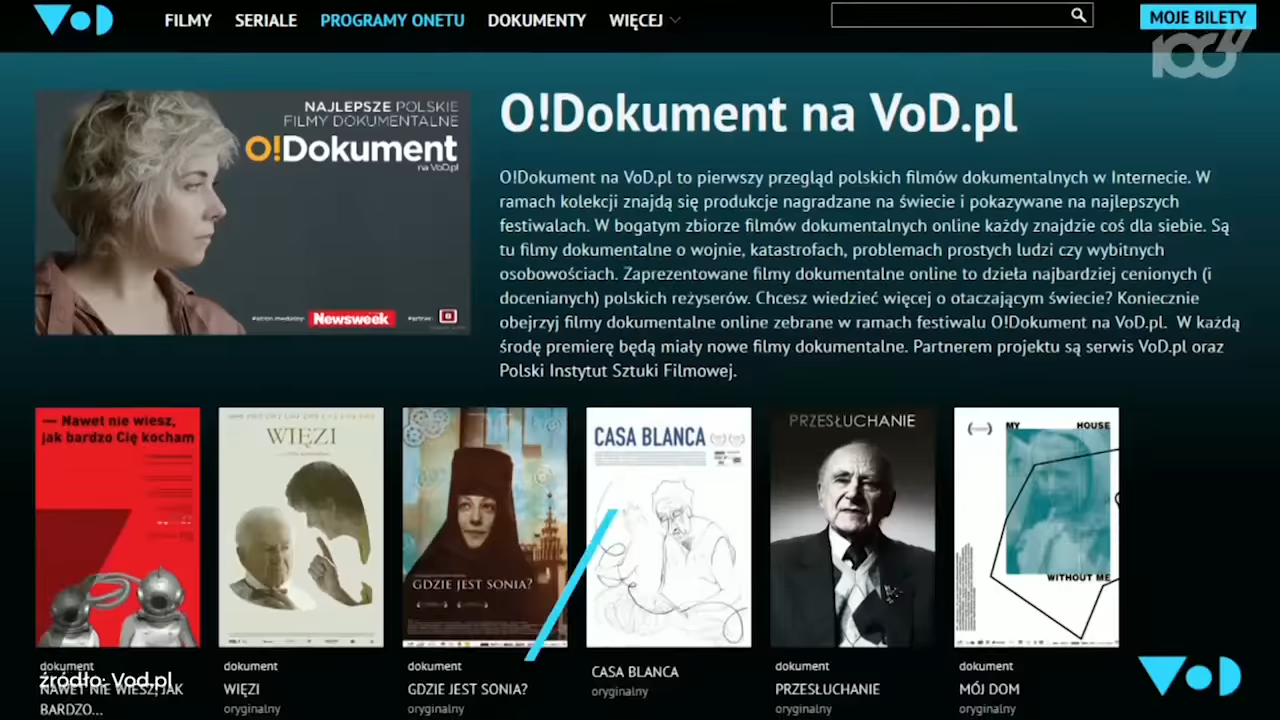 VOD
FILMY SERIALE PROGRAMY ONETU DOKUMENTY WIĘCEJ
MOJE BILETY
NAJLEPSZE POLSKIE
FILMY DOKUMENTALNE
O!Dokument
na VoD.pl
Newsweek
O!Dokument na VoD.pl
O!Dokument na VoD.pl to pierwszy przegląd polskich filmów dokumentalnych w Internecie. W
ramach kolekcji znajdą się produkcje nagradzane na świecie i pokazywane na najlepszych
festiwalach. W bogatym zbiorze filmów dokumentalnych online każdy znajdzie coś dla siebie. Są
tu filmy dokumentalne o wojnie, katastrofach, problemach prostych ludzi czy wybitnych
osobowościach. Zaprezentowane filmy dokumentalne online to dzieła najbardziej cenionych (i
docenianych) polskich reżyserów. Chcesz wiedzieć więcej o otaczającym świecie? Koniecznie
obejrzyj filmy dokumentalne online zebrane w ramach festiwalu O!Dokument na VoD.pl. W każdą
środę premierę będą miały nowe filmy dokumentalne. Partnerem projektu są serwis VoD.pl oraz
Polski Instytut Sztuki Filmowej.
— Nawet nie wiesz,
jak bardzo Cię kocham
WIĘZI
GDZIE JEST SONIA?
CASA BLANCA
PRZESŁUCHANIE
MY HOUSE
WITHOUT ME
dokument
NAWET NIE WIESZ, JAK
BARDZO...
źródło: Vod.pl
dokument
WIĘZI
oryginalny
dokument
GDZIE JEST SONIA?
oryginalny
CASA BLANCA
oryginalny
dokument
PRZESŁUCHANIE
oryginalny
dokument
MÓJ DOM
oryginalny
VOD